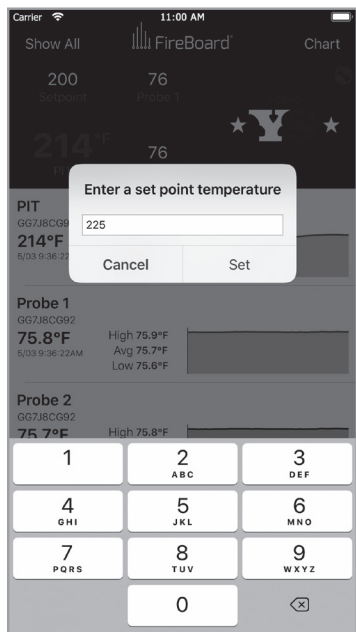 Carrier 11:00 AM
Show All FireBoard Chart
200 76
Setpoint Probe 1
214°F 76
Enter a set point temperature
225
Cancel Set
PIT
GG7J8CG9
214°F
5/03 9:36:22
Probe 1
GG7J8CG92
75.8°F
5/03 9:36:22AM
High 75.9°F
Avg 75.7°F
Low 75.6°F
Probe 2
GG7J8CG92
75.7°F
High 75.8°F
1 2 3
ABC DEF
4 5 6
GHI JKL MNO
7 8 9
PQRS TUV WXYZ
0